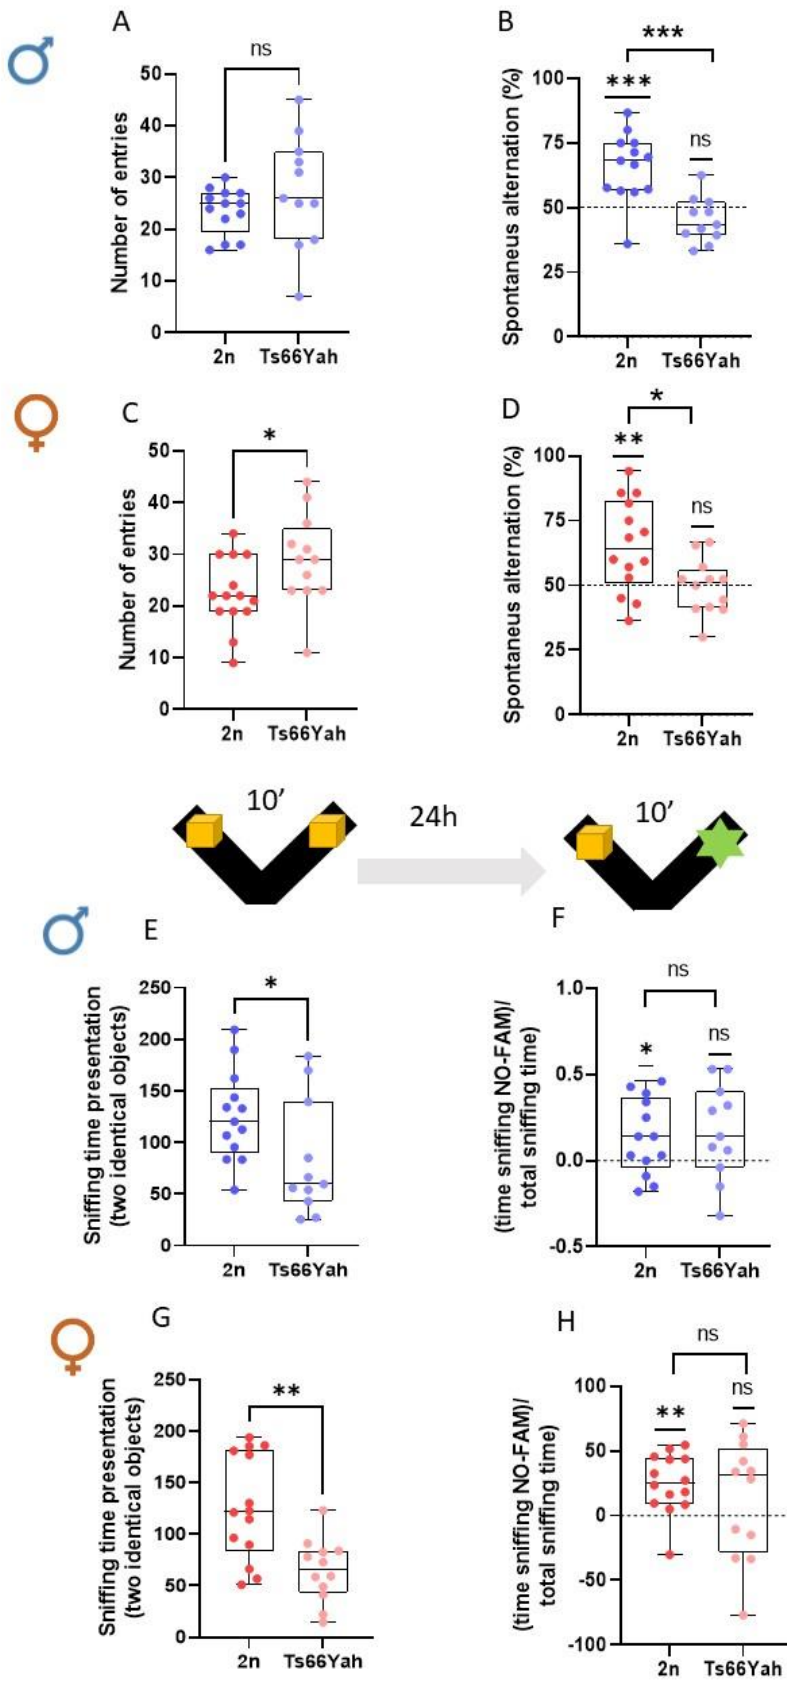 A
ns
Number of entries
50
40
30
20
10
0
2n
Ts66Yah
B
***
***
ns
Spontaneus alternation (%)
100
75
50
25
0
2n
Ts66Yah
C
*
Number of entries
50
40
30
20
10
0
2n
Ts66Yah
D
*
**
ns
Spontaneus alternation (%)
100
75
50
25
0
2n
Ts66Yah
10’
24h
10’
E
*
Sniffing time presentation
(two identical objects)
250
200
150
100
50
0
2n
Ts66Yah
F
ns
*
ns
(time sniffing NO-FAM)/
total sniffing time)
1.0
0.5
0.0
-0.5
2n
Ts66Yah
G
**
Sniffing time presentation
(two identical objects)
250
200
150
100
50
0
2n
Ts66Yah
H
ns
**
ns
(time sniffing NO-FAM)/
total sniffing time)
100
50
0
-50
-100
2n
Ts66Yah